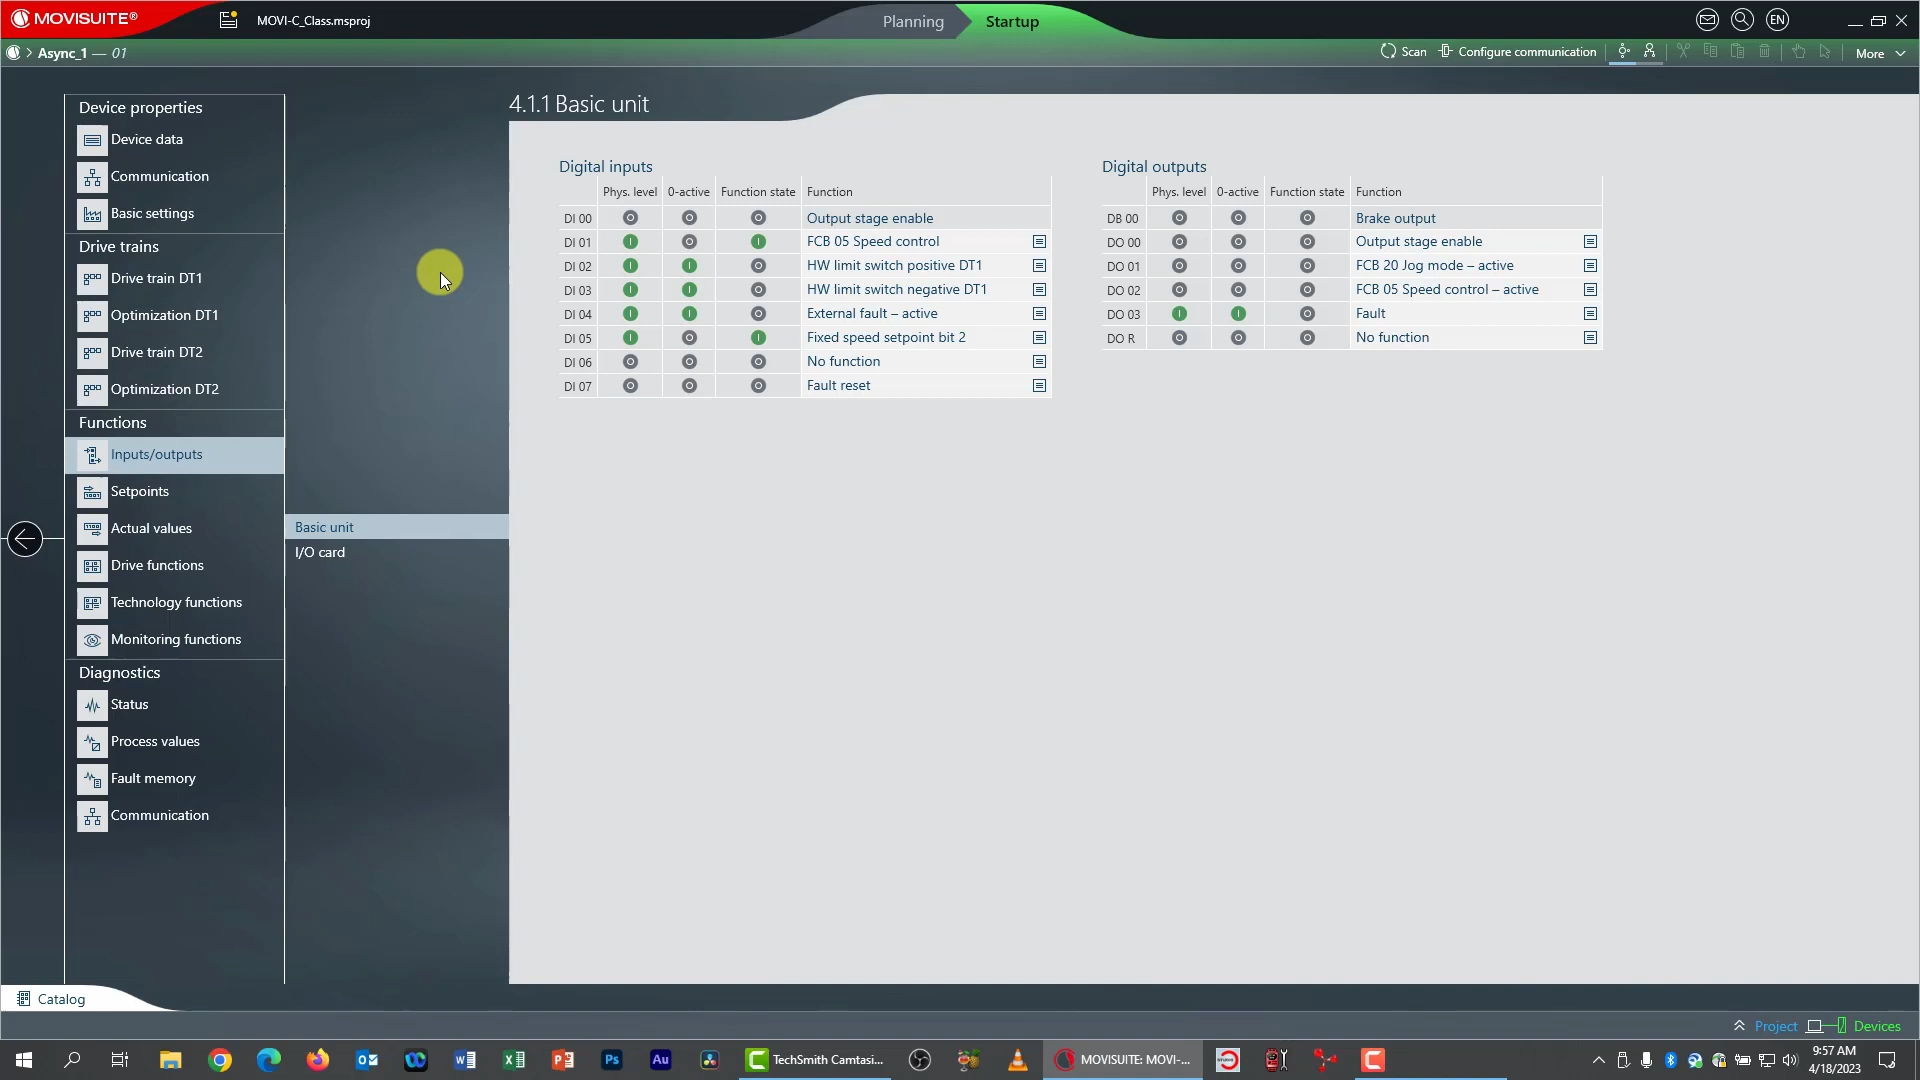 MOVISUITE®
MOVI-C_Class.msproj
Planning
Startup
EN
Async_1 — 01
Scan
Configure communication
More
Device properties
Device data
Communication
Basic settings
Drive trains
Drive train DT1
Optimization DT1
Drive train DT2
Optimization DT2
Functions
Inputs/outputs
Setpoints
Actual values
Drive functions
Technology functions
Monitoring functions
Diagnostics
Status
Process values
Fault memory
Communication
Basic unit
I/O card
4.1.1 Basic unit
Digital inputs
Phys. level 0-active Function state Function
DI 00 Output stage enable
DI 01 FCB 05 Speed control
DI 02 HW limit switch positive DT1
DI 03 HW limit switch negative DT1
DI 04 External fault – active
DI 05 Fixed speed setpoint bit 2
DI 06 No function
DI 07 Fault reset
Digital outputs
Phys. level 0-active Function state Function
DB 00 Brake output
DO 00 Output stage enable
DO 01 FCB 20 Jog mode – active
DO 02 FCB 05 Speed control – active
DO 03 Fault
DO R No function
Catalog
Project
Devices
TechSmith Camtasi...
MOVISUITE: MOVI-...
9:57 AM
4/18/2023